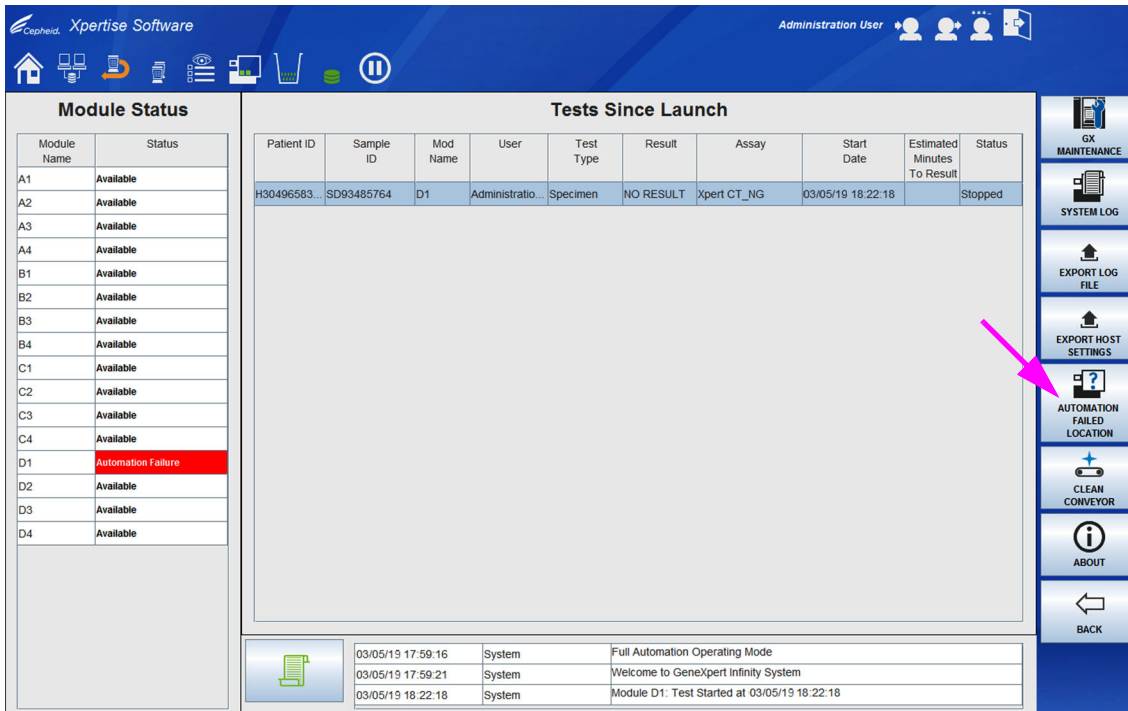 Cepheid. Xpertise Software
Administration User
Module Status
Module Name Status
A1 Available
A2 Available
A3 Available
A4 Available
B1 Available
B2 Available
B3 Available
B4 Available
C1 Available
C2 Available
C3 Available
C4 Available
D1 Automation Failure
D2 Available
D3 Available
D4 Available
Tests Since Launch
Patient ID Sample ID Mod Name User Test Type Result Assay Start Date Estimated Minutes To Result Status
H30496583... SD93485764 D1 Administratio... Specimen NO RESULT Xpert CT_NG 03/05/19 18:22:18 Stopped
03/05/19 17:59:16 System Full Automation Operating Mode
03/05/19 17:59:21 System Welcome to GeneXpert Infinity System
03/05/19 18:22:18 System Module D1: Test Started at 03/05/19 18:22:18
GX
MAINTENANCE
SYSTEM LOG
EXPORT LOG
FILE
EXPORT HOST
SETTINGS
?
AUTOMATION
FAILED
LOCATION
CLEAN
CONVEYOR
ABOUT
BACK